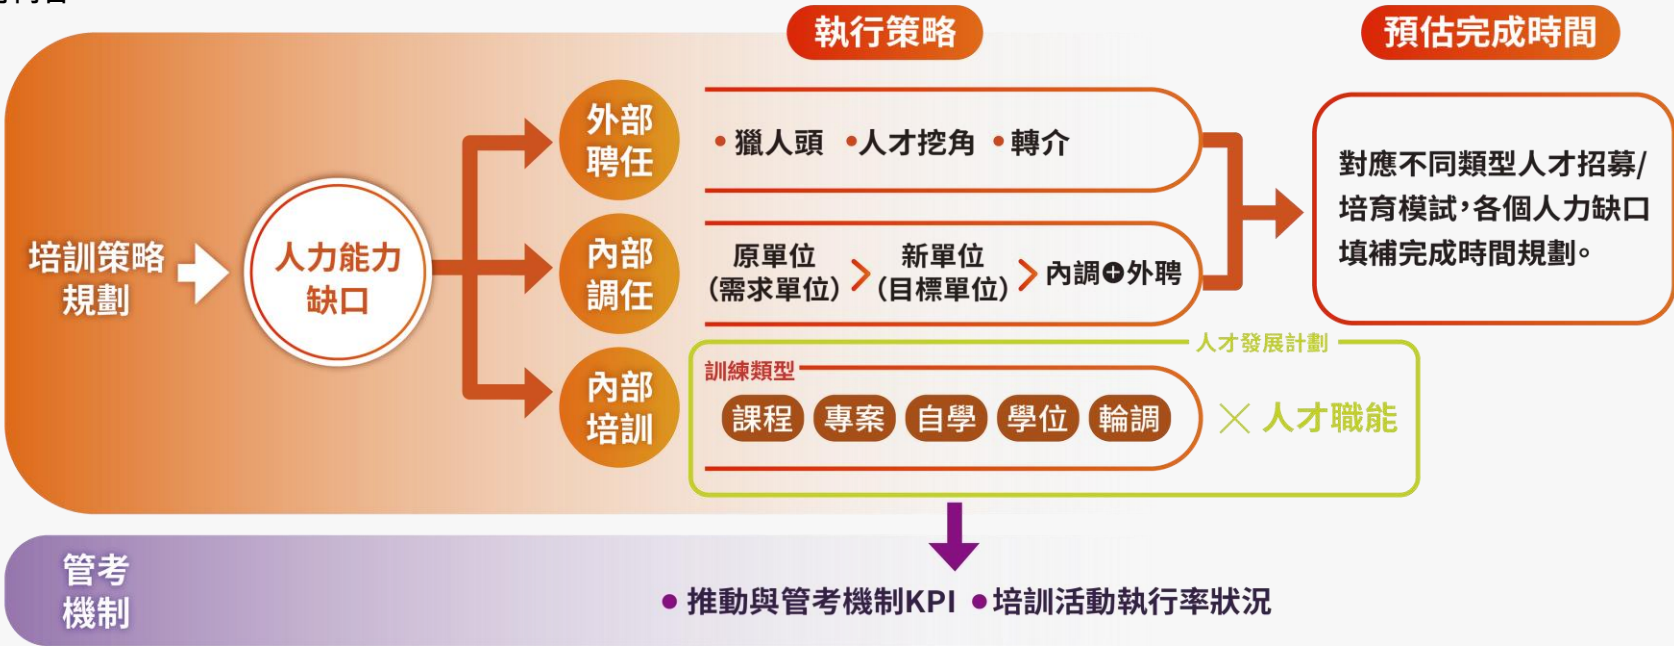 執行策略
預估完成時間
培訓策略
規劃
人力能力
缺口
外部
聘任
•獵人頭 •人才挖角 •轉介
內部
調任
原單位
(需求單位)
新單位
(目標單位)
內調+外聘
對應不同類型人才招募/
培育模試,各個人力缺口
填補完成時間規劃。
內部
培訓
人才發展計劃
訓練類型
課程 專案 自學 學位 輪調
×人才職能
管考
機制
•推動與管考機制KPI •培訓活動執行率狀況